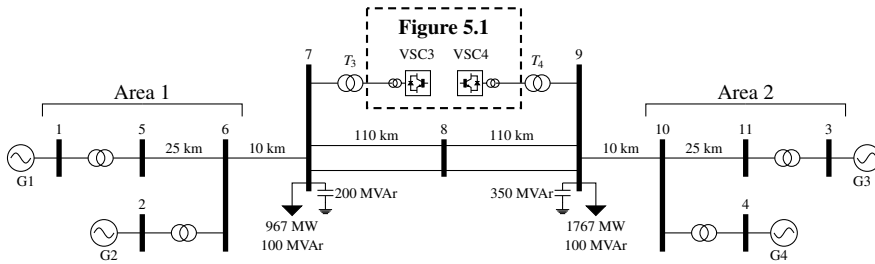 Figure 5.1
7
T3
VSC3
VSC4
T4
9
Area 1
Area 2
1
5
6
110 km
8
110 km
10
11
3
25 km
10 km
10 km
25 km
G1
G3
2
200 MVAr
350 MVAr
4
G2
967 MW
100 MVAr
1767 MW
100 MVAr
G4